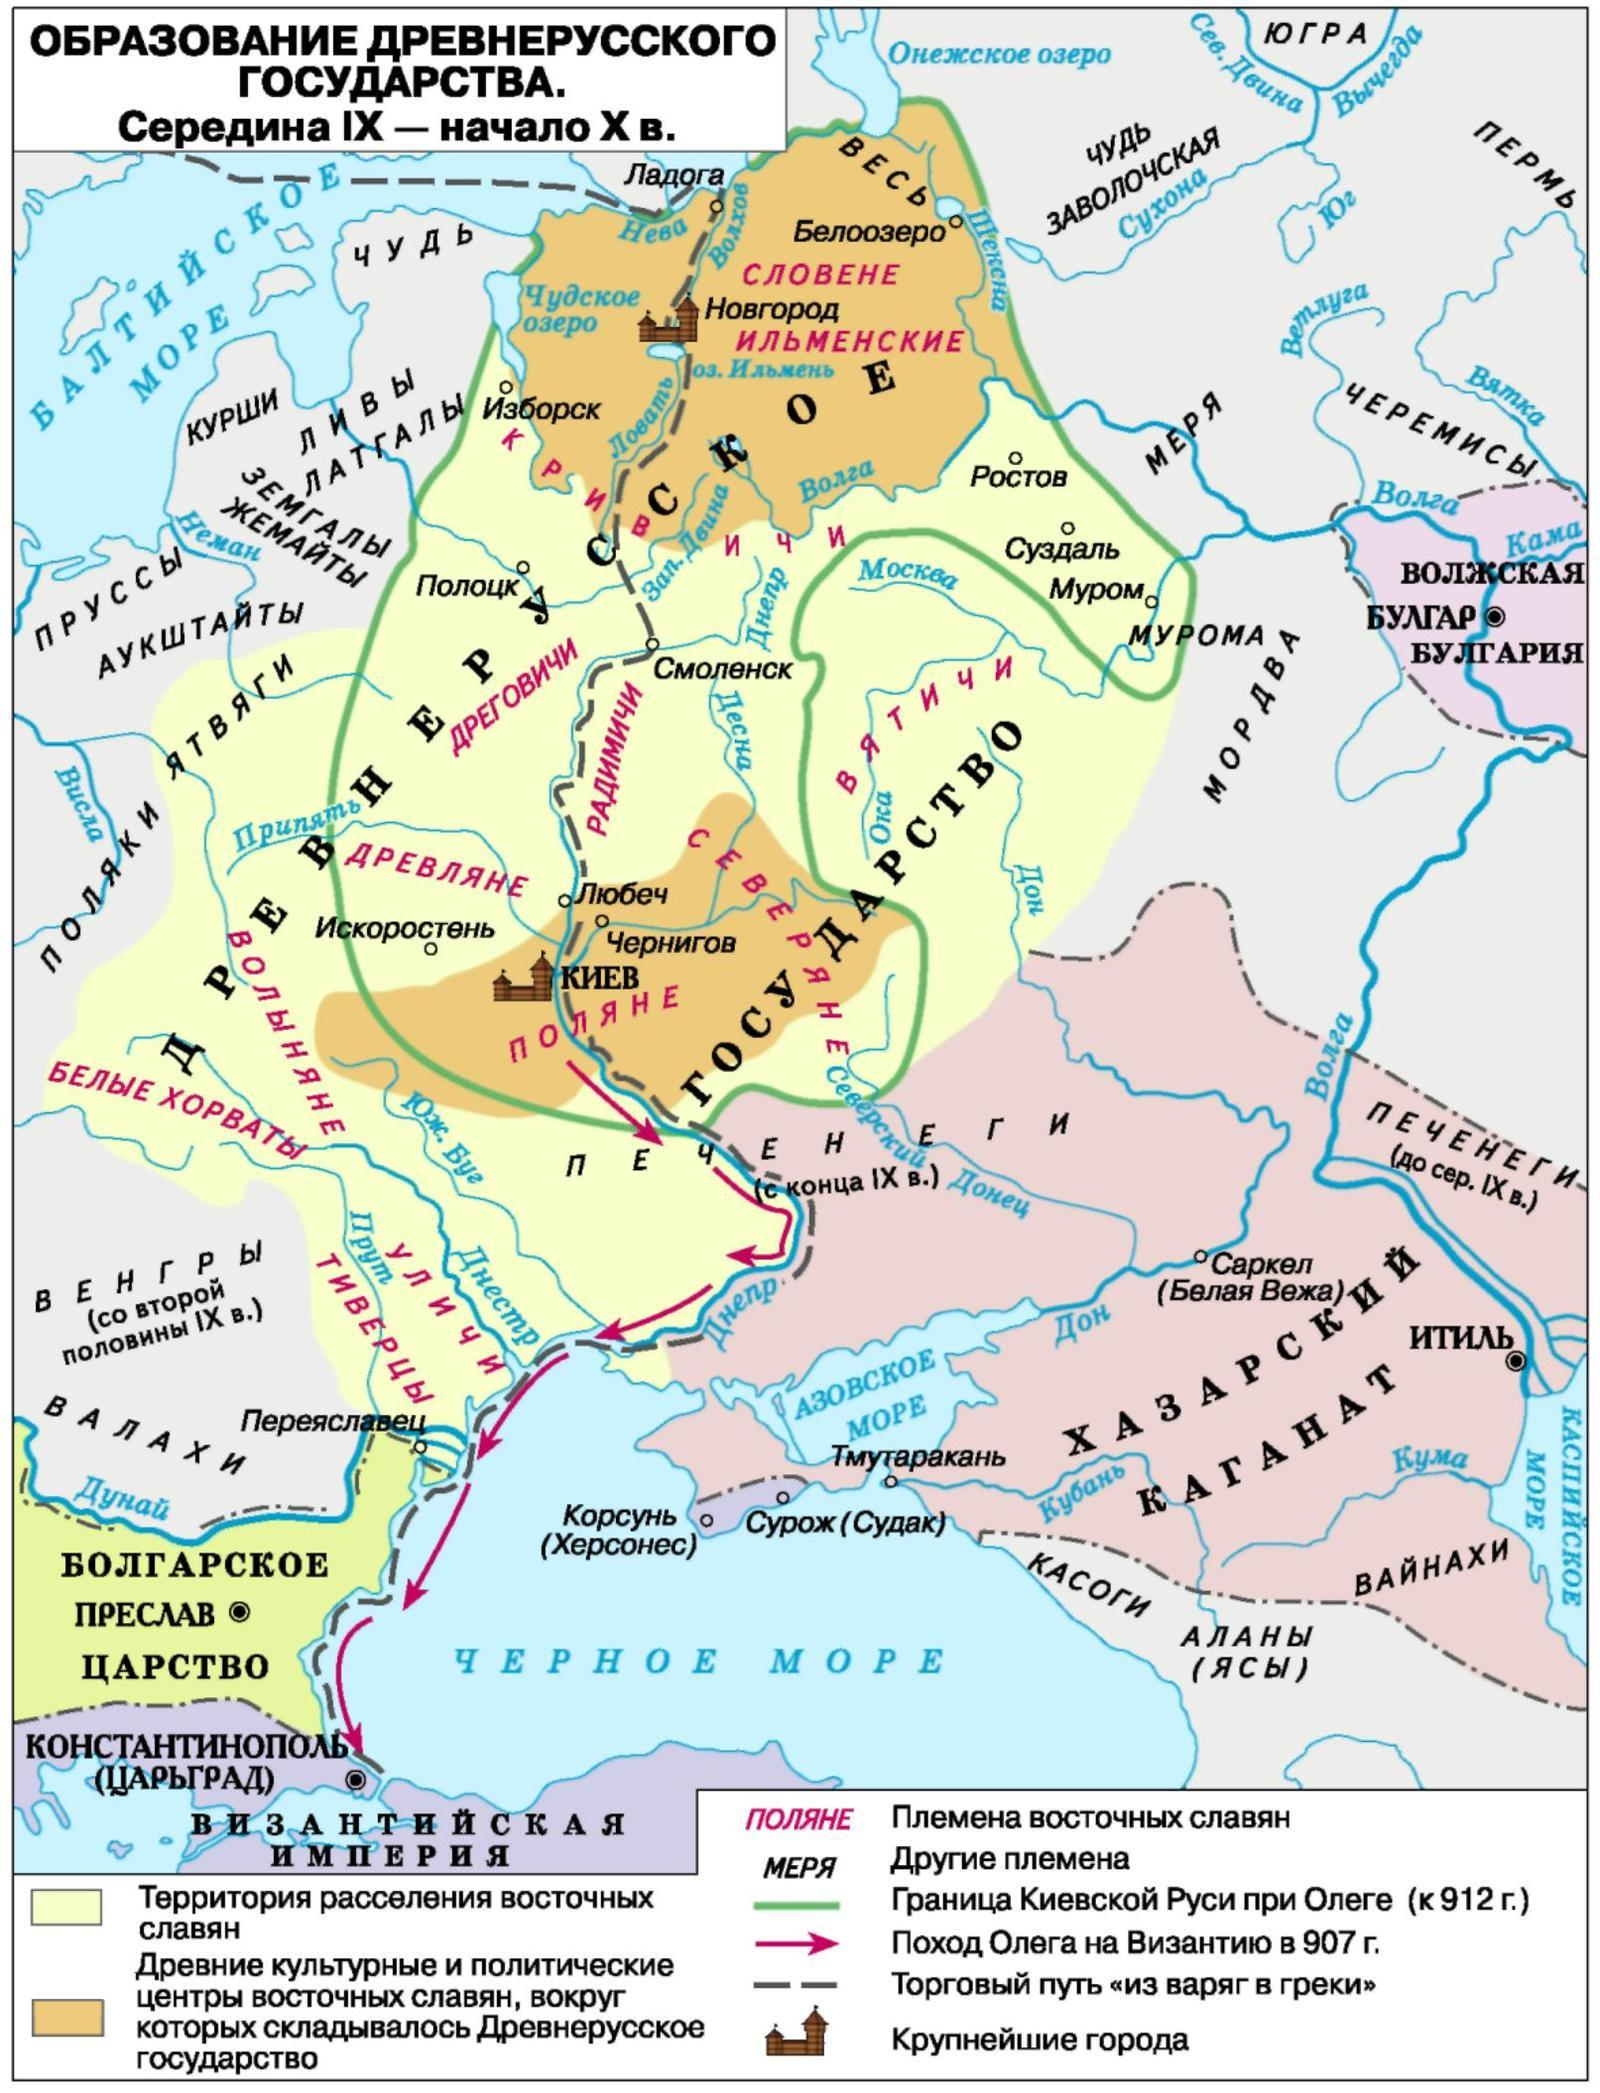 ОБРАЗОВАНИЕ ДРЕВНЕРУССКОГО
ГОСУДАРСТВА.
Середина IX — начало X в.
Онежское озеро
Сев. Двина
ЮГРА
Вычегда
ЧУДЬ
ЗАВОЛОЧСКАЯ
Сухона
Юг
ПЕРМЬ
ВЕСЬ
Ладога
Нева
Волхов
Белоозеро
Шексна
БАЛТИЙСКОЕ
МОРЕ
ЧУДЬ
СЛОВЕНЕ
Чудское
озеро
Новгород
ИЛЬМЕНСКИЕ
оз. Ильмень
Ветлуга
Вятка
КУРШИ
ЛИВЫ
ЛАТГАЛЫ
ЗЕМГАЛЫ
ЖЕМАЙТЫ
Изборск
Ловать
КРИВИЧИ
МЕРЯ
ЧЕРЕМИСЫ
Ростов
Волга
Волга
Кама
Неман
Зап. Двина
Суздаль
Москва
Муром
МУРОМА
ВОЛЖСКАЯ
БУЛГАР
БУЛГАРИЯ
ПРУССЫ
АУКШТАЙТЫ
Полоцк
Днепр
Смоленск
ДРЕВНЕРУССКОЕ
ГОСУДАРСТВО
ЯТВЯГИ
ДРЕГОВИЧИ
РАДИМИЧИ
Десна
ВЯТИЧИ
Ока
МОРДВА
Висла
ПОЛЯКИ
Припять
ДРЕВЛЯНЕ
СЕВЕРЯНЕ
Дон
Любеч
Искоростень
Чернигов
КИЕВ
ПОЛЯНЕ
ВОЛЫНЯНЕ
БЕЛЫЕ ХОРВАТЫ
Юж. Буг
Северский
Донец
Волга
ПЕЧЕНЕГИ
(с конца IX в.)
ПЕЧЕНЕГИ
(до сер. IX в.)
Прут
УЛИЧИ
ТИВЕРЦЫ
Днестр
Днепр
ВЕНГРЫ
(со второй
половины IX в.)
Саркел
(Белая Вежа)
Дон
ИТИЛЬ
ХАЗАРСКИЙ
КАГАНАТ
АЗОВСКОЕ
МОРЕ
ВАЛАХИ
Переяславец
Дунай
Тмутаракань
Кубань
Кума
КАСПИЙСКОЕ
МОРЕ
Корсунь
(Херсонес)
Сурож (Судак)
КАСОГИ
ВАЙНАХИ
АЛАНЫ
(ЯСЫ)
БОЛГАРСКОЕ
ПРЕСЛАВ
ЦАРСТВО
ЧЕРНОЕ МОРЕ
КОНСТАНТИНОПОЛЬ
(ЦАРЬГРАД)
ВИЗАНТИЙСКАЯ
ИМПЕРИЯ
Территория расселения восточных
славян
Древние культурные и политические
центры восточных славян, вокруг
которых складывалось Древнерусское
государство
ПОЛЯНЕ Племена восточных славян
МЕРЯ Другие племена
Граница Киевской Руси при Олеге (к 912 г.)
Поход Олега на Византию в 907 г.
Торговый путь «из варяг в греки»
Крупнейшие города